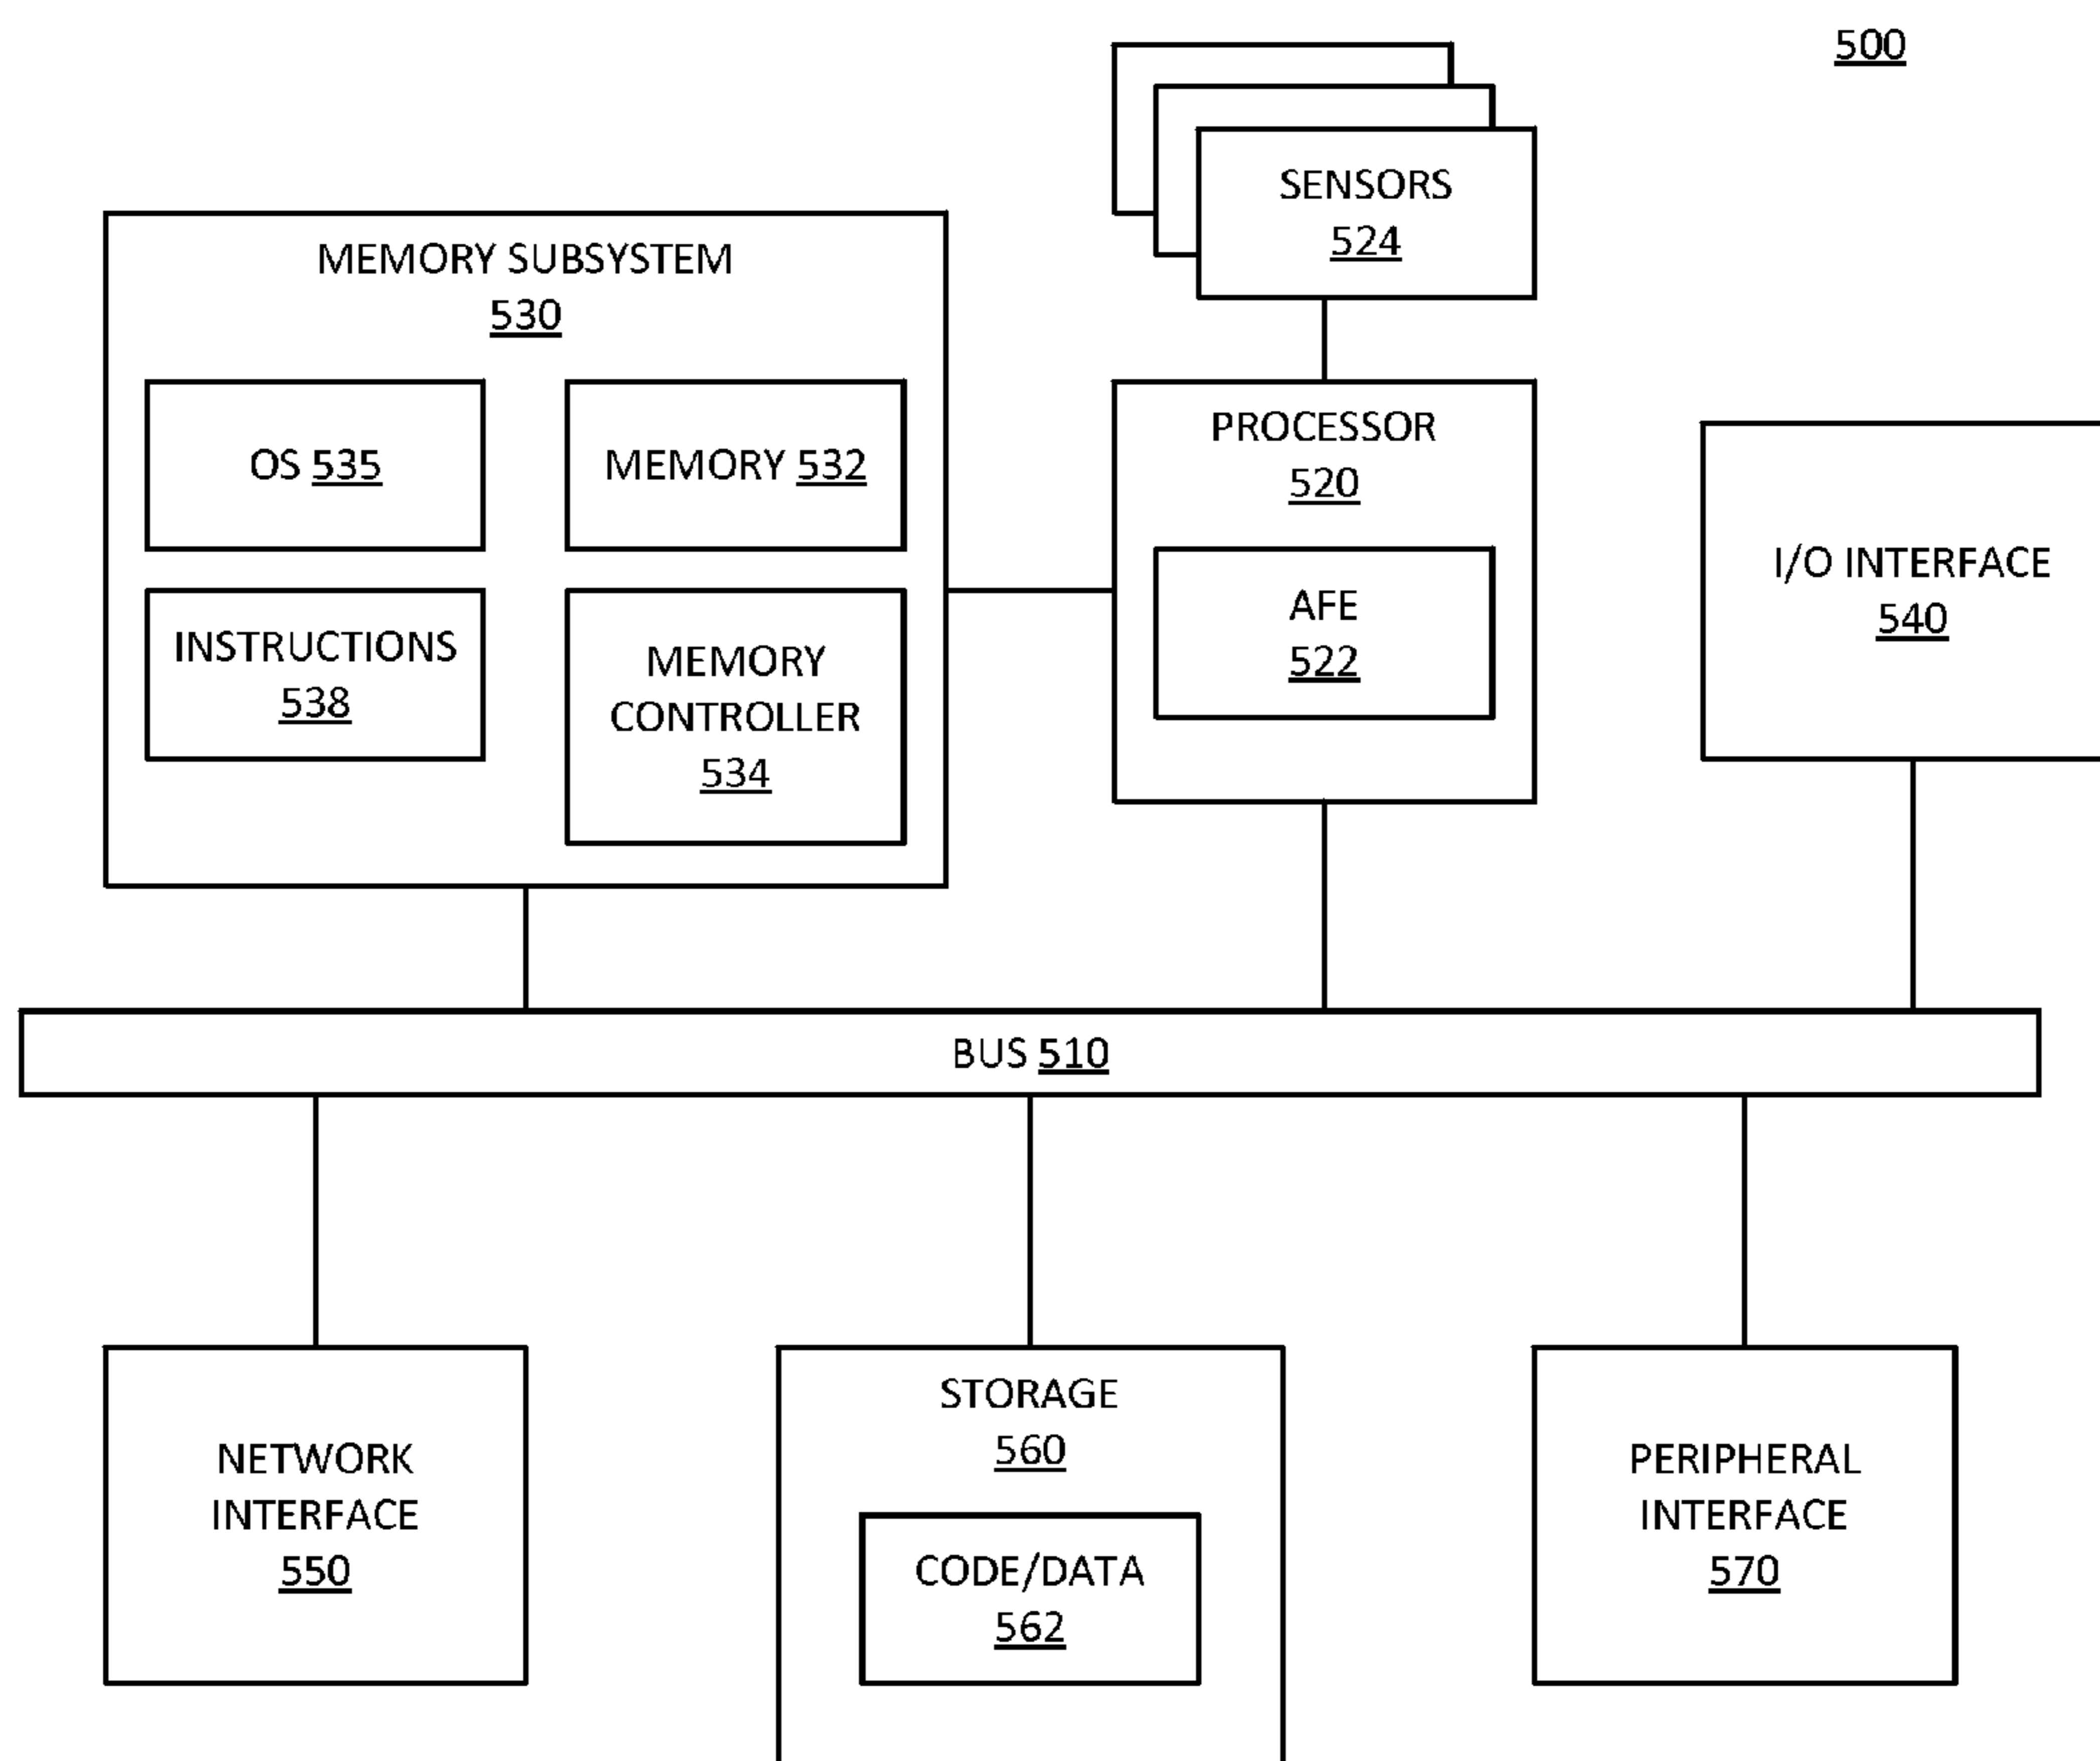 500
SENSORS
524
MEMORY SUBSYSTEM
530
OS 535
MEMORY 532
INSTRUCTIONS
538
MEMORY
CONTROLLER
534
PROCESSOR
520
AFE
522
I/O INTERFACE
540
BUS 510
NETWORK
INTERFACE
550
STORAGE
560
CODE/DATA
562
PERIPHERAL
INTERFACE
570